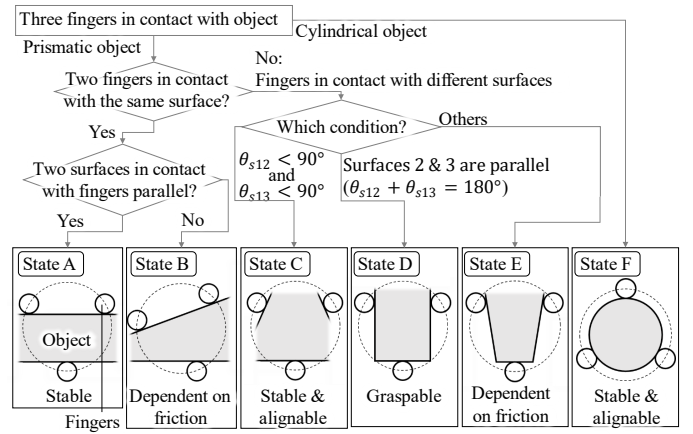 Three fingers in contact with object
Cylindrical object
Prismatic object
No:
Fingers in contact with different surfaces
Two fingers in contact
with the same surface?
Which condition?
Others
Yes
Two surfaces in contact
with fingers parallel?
θs12 < 90°
and
θs13 < 90°
Surfaces 2 & 3 are parallel
(θs12 + θs13 = 180°)
Yes
No
State A
State B
State C
State D
State E
State F
Object
Stable
Fingers
Dependent on
friction
Stable &
alignable
Graspable
Dependent
on friction
Stable &
alignable